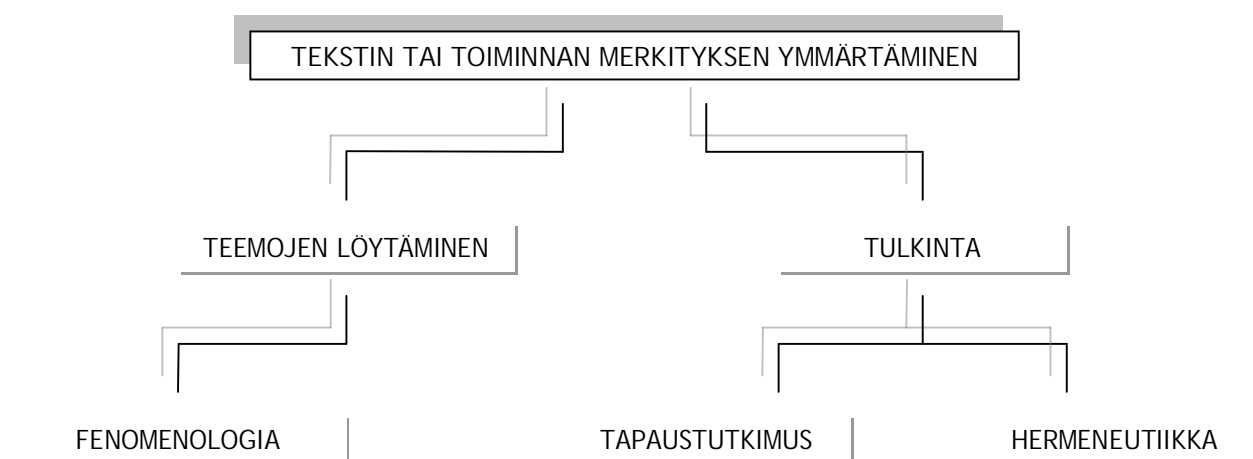 TEKSTIN TAI TOIMINNAN MERKITYKSEN YMMÄRTÄMINEN
TEEMOJEN LÖYTÄMINEN
TULKINTA
FENOMENOLOGIA
TAPAUSTUTKIMUS
HERMENEUTIIKKA